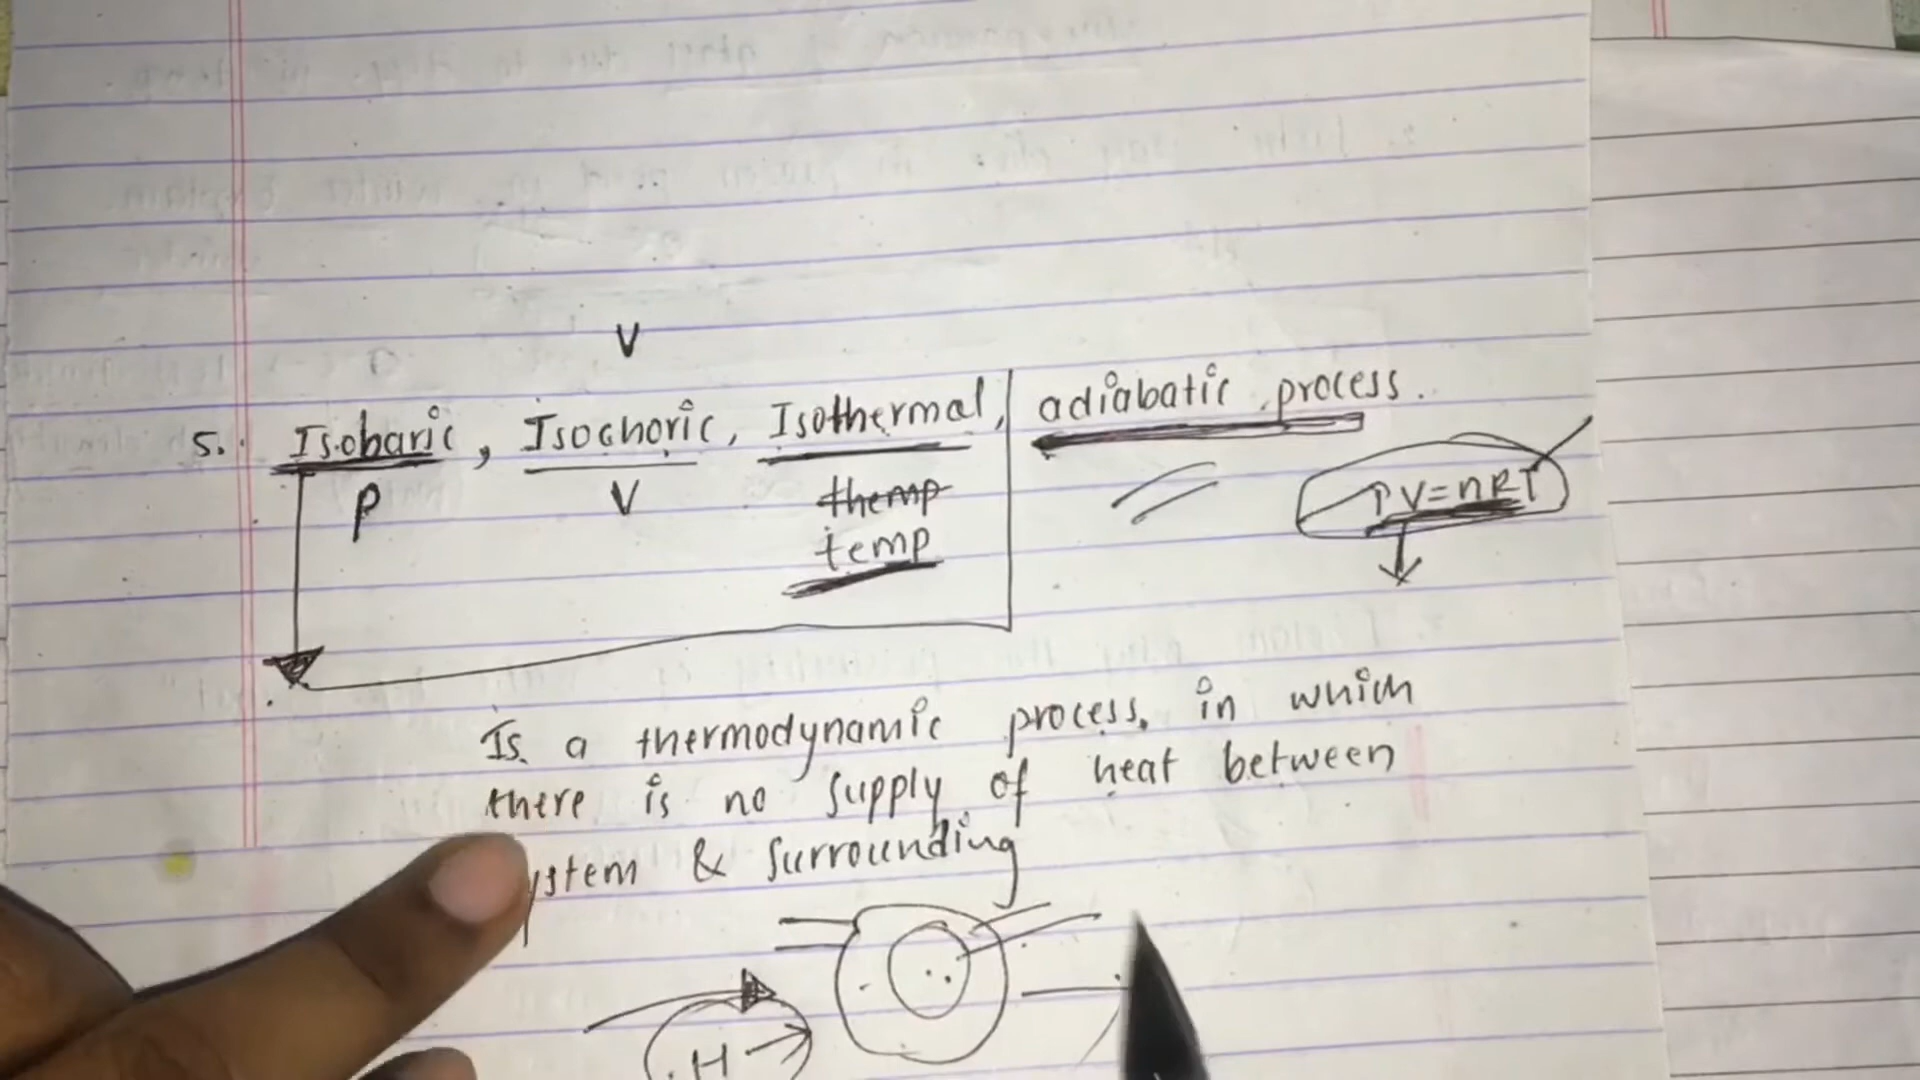 V
5. Isobaric, Isochoric, Isothermal, adiabatic process.
P V themp PV=nRT
temp
Is a thermodynamic process in which
there is no supply of heat between
ystem & surrounding
H